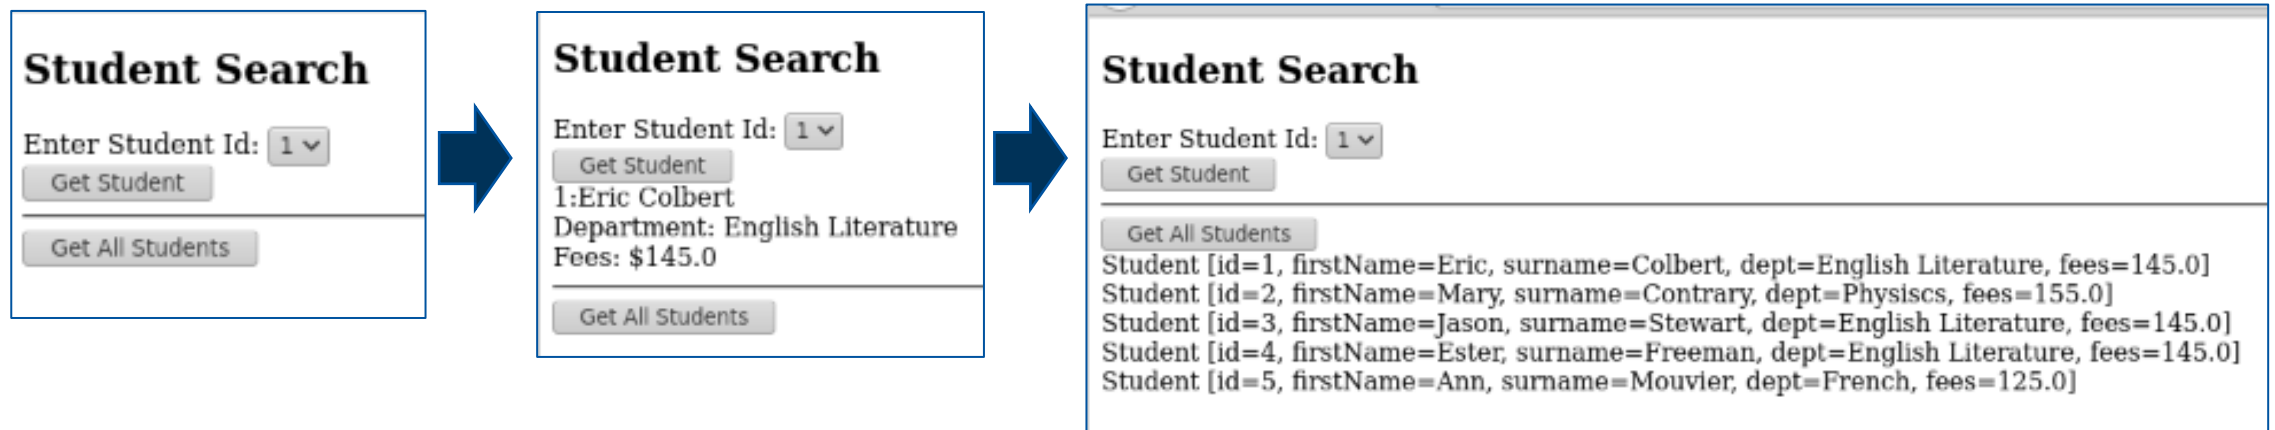 Student Search
Enter Student Id: 1
Get Student
Get All Students
Student Search
Enter Student Id: 1
Get Student
1:Eric Colbert
Department: English Literature
Fees: $145.0
Get All Students
Student Search
Enter Student Id: 1
Get Student
Get All Students
Student [id=1, firstName=Eric, surname=Colbert, dept=English Literature, fees=145.0]
Student [id=2, firstName=Mary, surname=Contrary, dept=Physiscs, fees=155.0]
Student [id=3, firstName=Jason, surname=Stewart, dept=English Literature, fees=145.0]
Student [id=4, firstName=Ester, surname=Freeman, dept=English Literature, fees=145.0]
Student [id=5, firstName=Ann, surname=Mouvier, dept=French, fees=125.0]